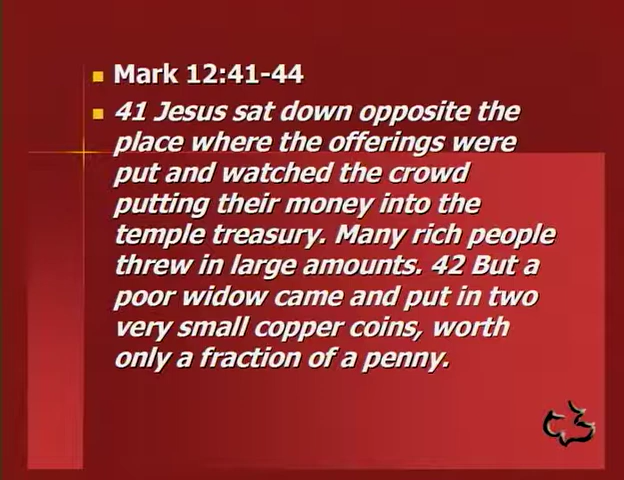 Mark 12:41-44
41 Jesus sat down opposite the
place where the offerings were
put and watched the crowd
putting their money into the
temple treasury. Many rich people
threw in large amounts. 42 But a
poor widow came and put in two
very small copper coins, worth
only a fraction of a penny.